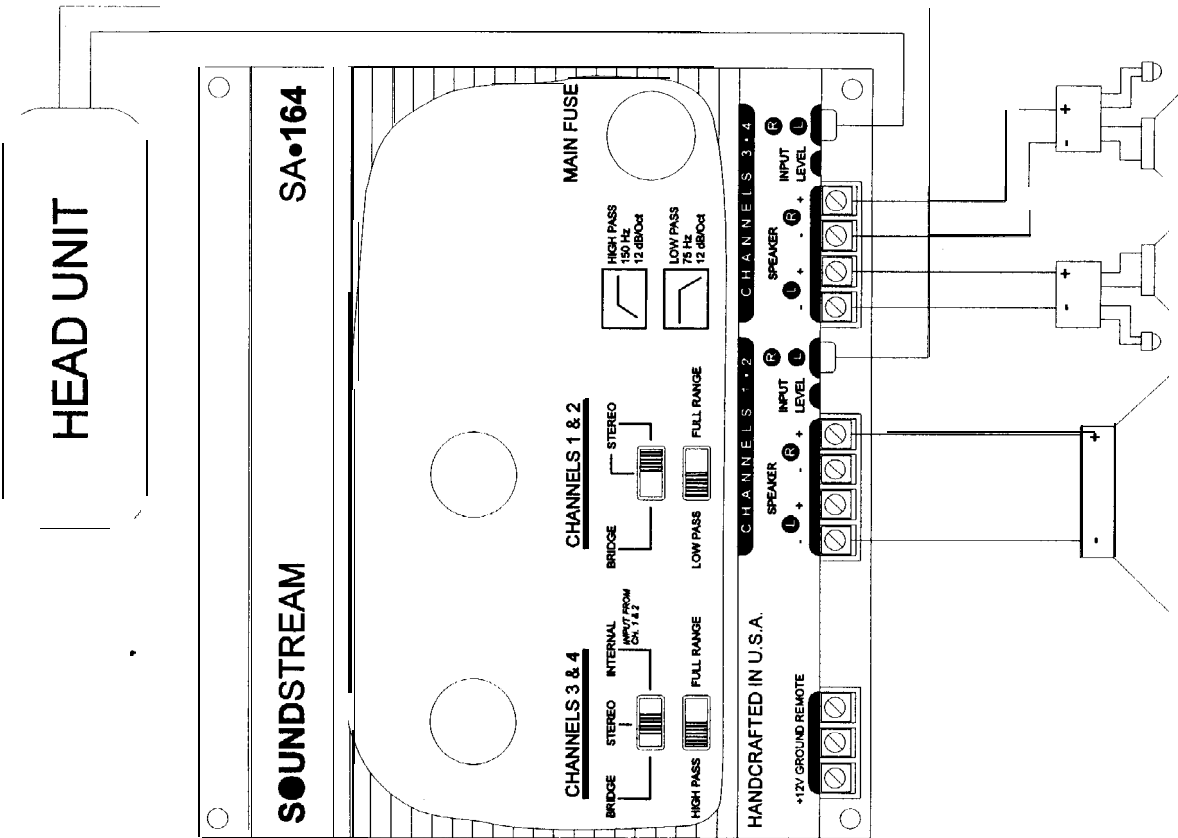 HEAD UNIT
SOUNDSTREAM
SA•164
MAIN FUSE
HIGH PASS
150 Hz
12 dB/Oct
LOW PASS
75 Hz
12 dB/Oct
CHANNELS 3 & 4
BRIDGE
STEREO
INTERNAL
INPUT FROM
CH. 1 & 2
HIGH PASS
FULL RANGE
CHANNELS 1 & 2
BRIDGE
STEREO
LOW PASS
FULL RANGE
HANDCRAFTED IN U.S.A.
+12V GROUND REMOTE
CHANNELS 1 • 2
SPEAKER
- L + - R +
INPUT
LEVEL
R
L
CHANNELS 3 • 4
SPEAKER
- L + - R +
INPUT
LEVEL
R
L
- +
- +
- +